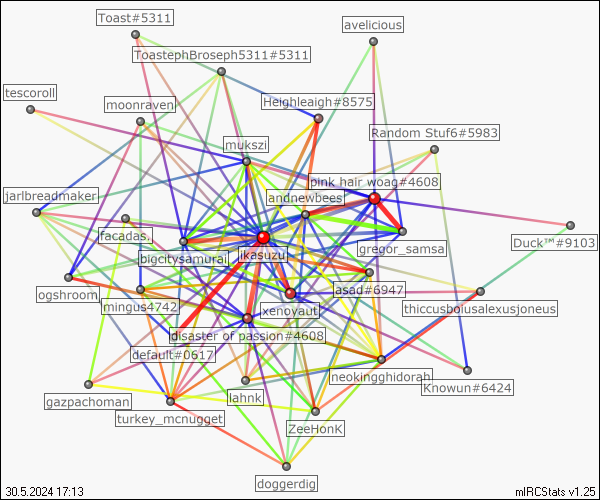 Toast#5311
avelicious
ToastephBroseph5311#5311
tescoroll
moonraven
Heighleaigh#8575
Random Stuf6#5983
mukszi
pink hair woag#4608
jarlbreadmaker
andnewbees
facadas.
gregor_samsa
Duck™#9103
bigcitysamurai
ikasuzu
ogshroom
mingus4742
asad#6947
xenovaut
thiccusboiusalexusjoneus
disaster of passion#4608
default#0617
neokingghidorah
Knowun#6424
gazpachoman
lahnk
turkey_mcnugget
ZeeHonK
doggerdig
30.5.2024 17:13
mIRCStats v1.25